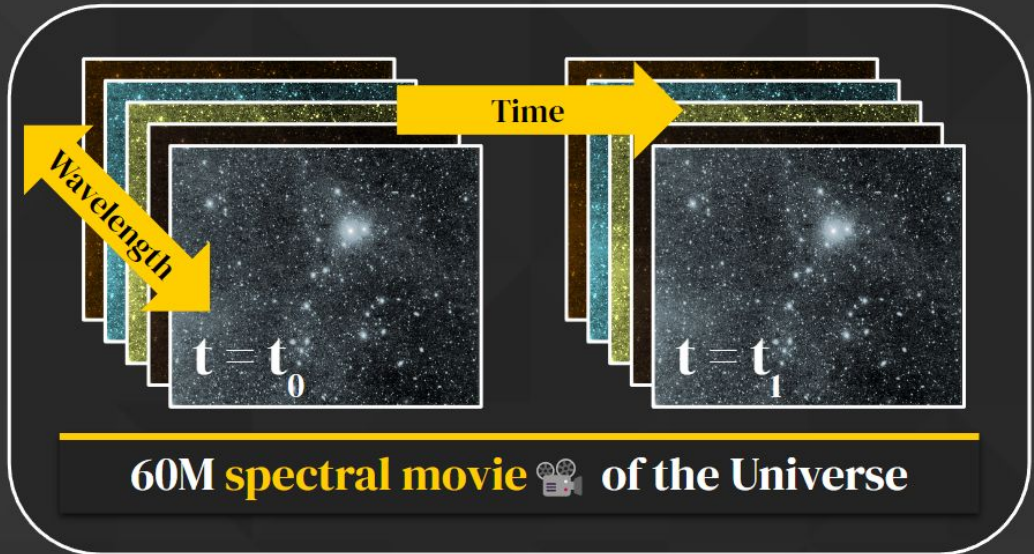 Time
Wavelength
t = t₀
t = t₁
60M spectral movie 🎥 of the Universe